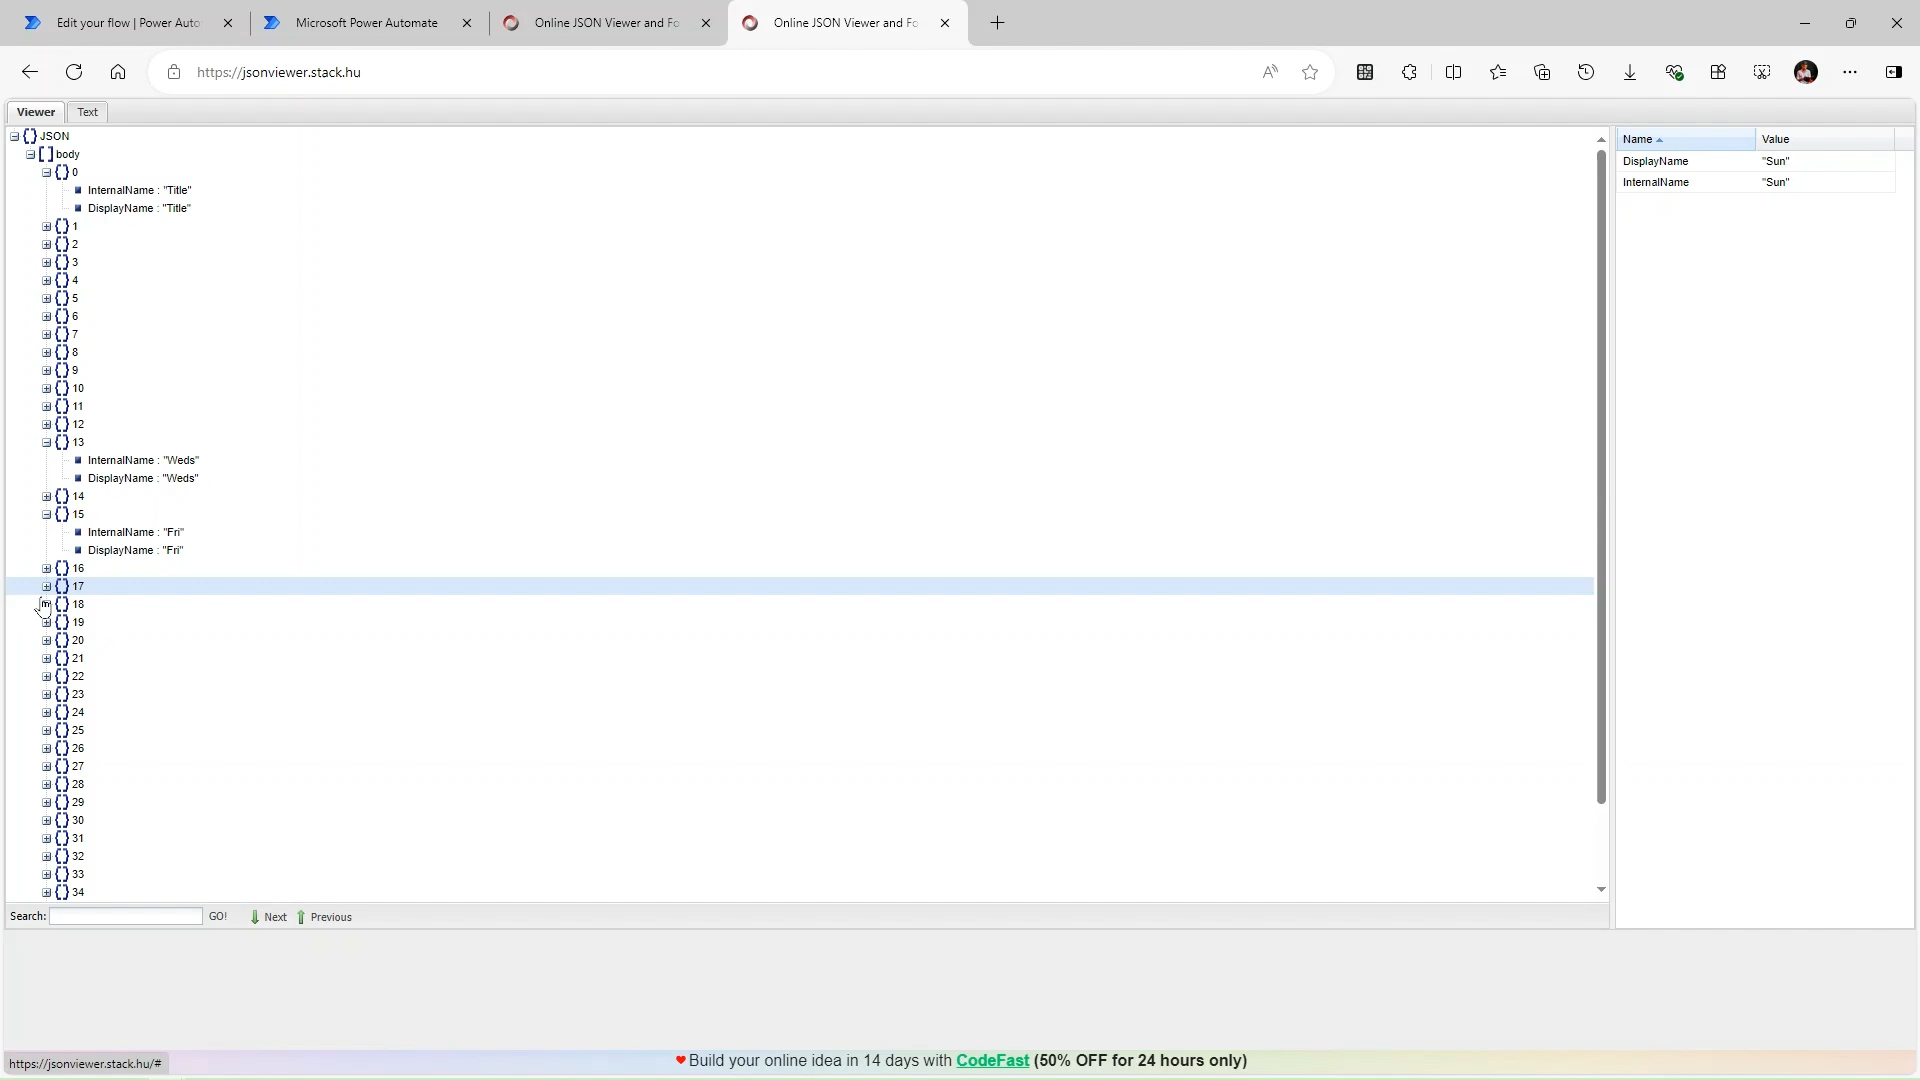 Edit your flow | Power Auto
Microsoft Power Automate
Online JSON Viewer and Fo
Online JSON Viewer and Fo
https://jsonviewer.stack.hu
Viewer
Text
JSON
body
0
InternalName : "Title"
DisplayName : "Title"
1
2
3
4
5
6
7
8
9
10
11
12
13
InternalName : "Weds"
DisplayName : "Weds"
14
15
InternalName : "Fri"
DisplayName : "Fri"
16
17
18
19
20
21
22
23
24
25
26
27
28
29
30
31
32
33
34
Name Value
DisplayName "Sun"
InternalName "Sun"
Search: GO! Next Previous
https://jsonviewer.stack.hu/#
Build your online idea in 14 days with CodeFast (50% OFF for 24 hours only)